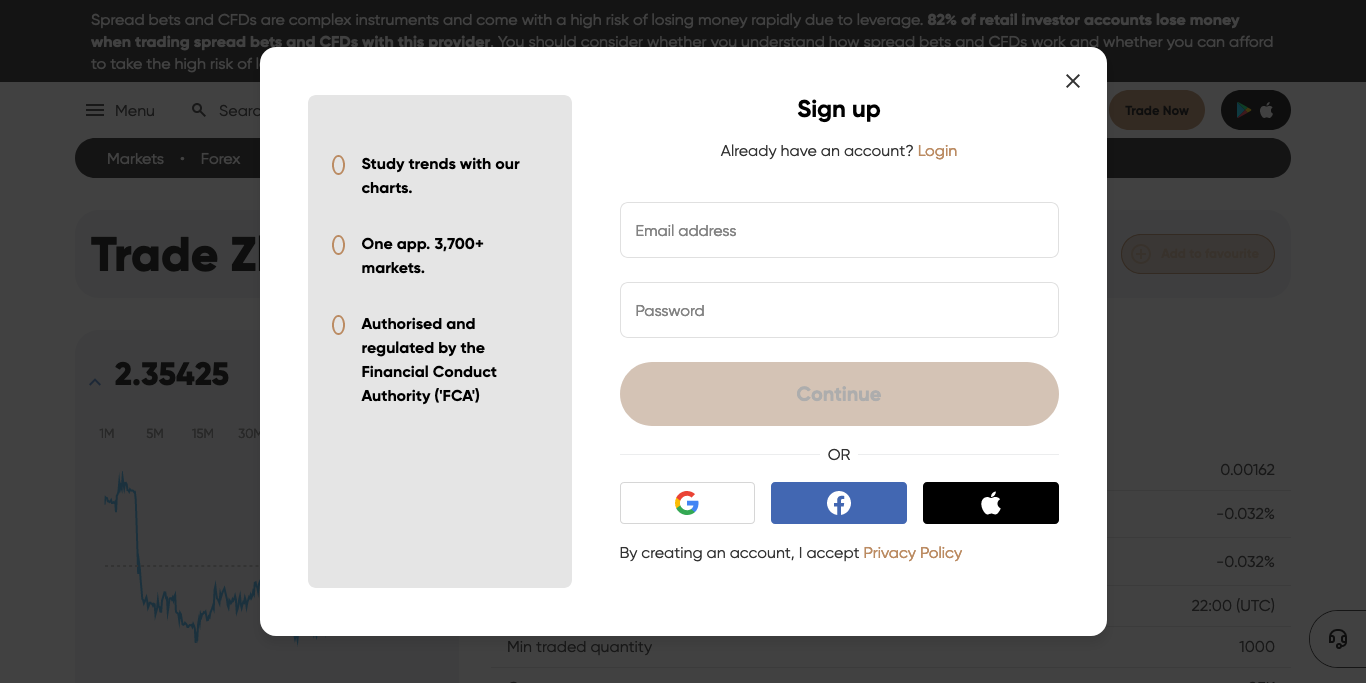 Spread bets and CFDs are complex instruments and come with a high risk of losing money rapidly due to leverage. 82% of retail investor accounts lose money
when trading spread bets and CFDs with this provider. You should consider whether you understand how spread bets and CFDs work and whether you can afford
to take the high risk of
Menu
Trade Now
Markets • Forex
Trade
Add to favourite
2.35425
1M 5M 15M 30M
0.00162
-0.032%
-0.032%
22:00 (UTC)
Min traded quantity 1000
Study trends with our
charts.
One app. 3,700+
markets.
Authorised and
regulated by the
Financial Conduct
Authority ('FCA')
Sign up
Already have an account? Login
Email address
Password
Continue
OR
By creating an account, I accept Privacy Policy